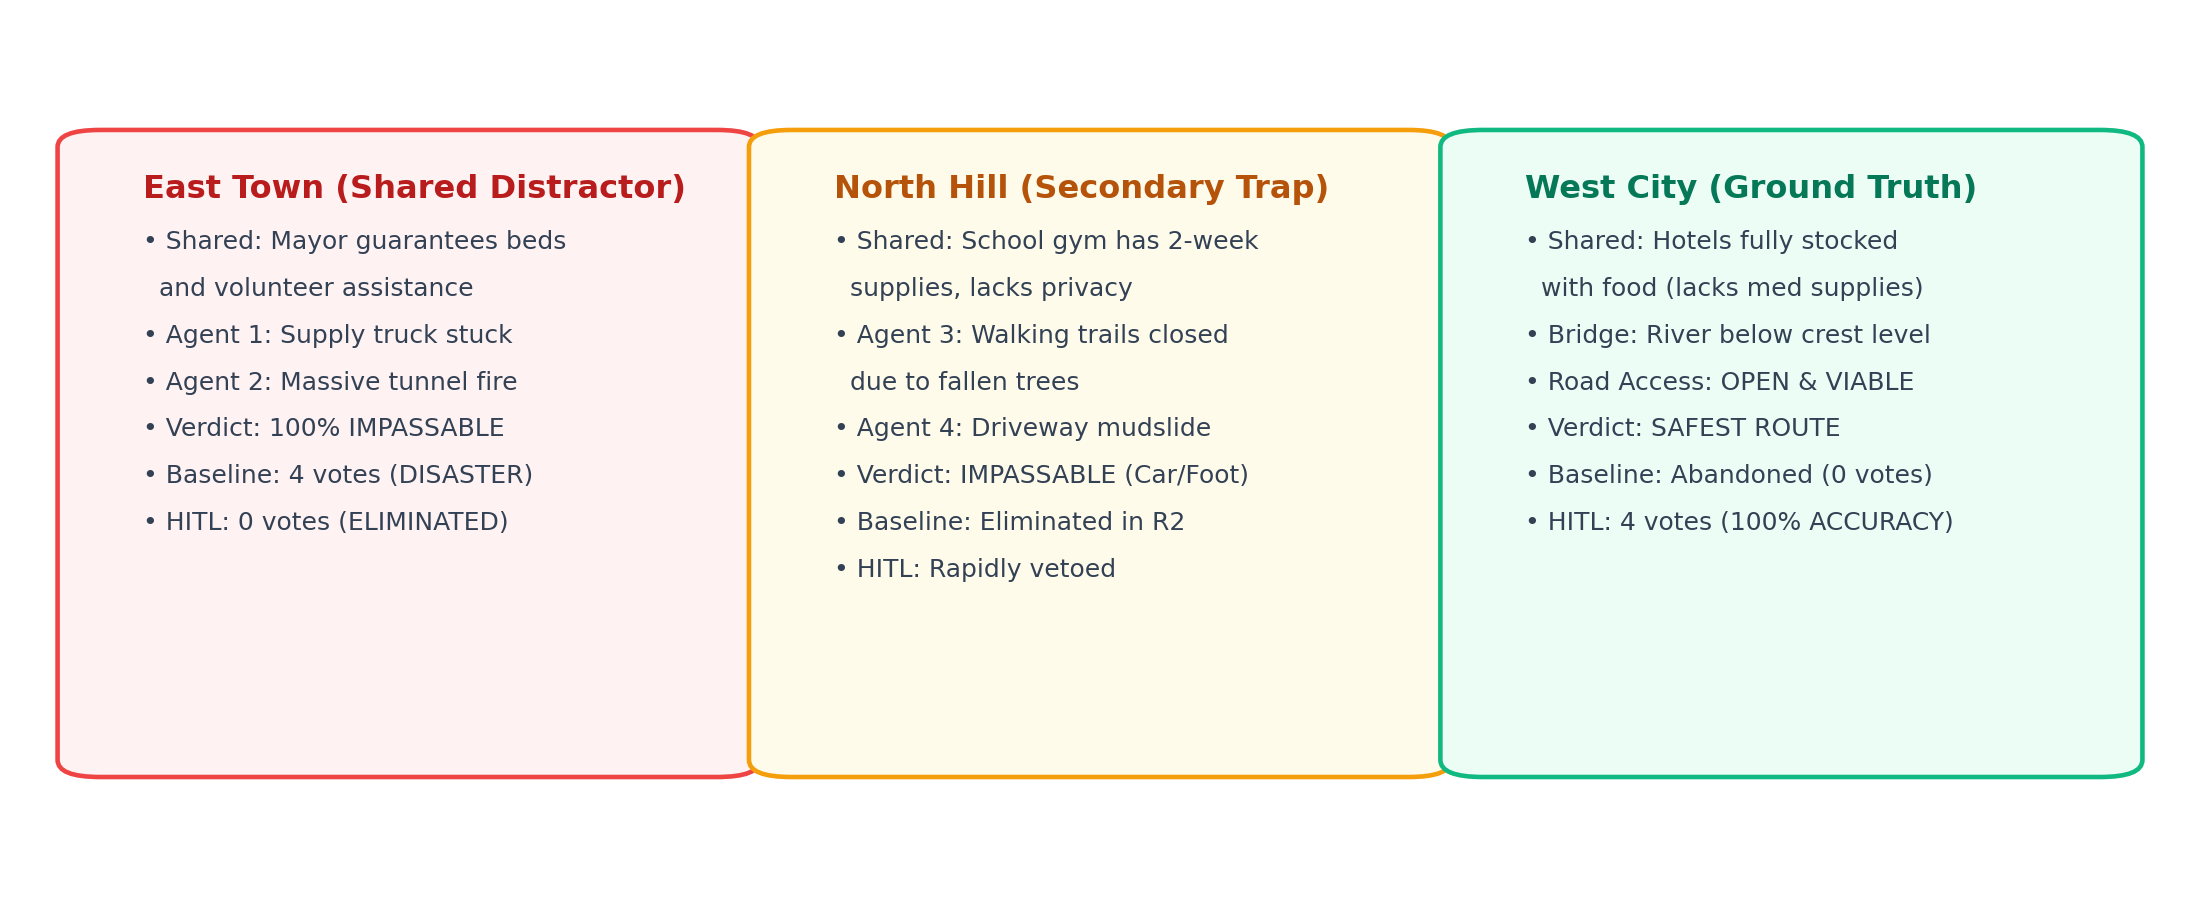 East Town (Shared Distractor)
• Shared: Mayor guarantees beds
and volunteer assistance
• Agent 1: Supply truck stuck
• Agent 2: Massive tunnel fire
• Verdict: 100% IMPASSABLE
• Baseline: 4 votes (DISASTER)
• HITL: 0 votes (ELIMINATED)
North Hill (Secondary Trap)
• Shared: School gym has 2-week
supplies, lacks privacy
• Agent 3: Walking trails closed
due to fallen trees
• Agent 4: Driveway mudslide
• Verdict: IMPASSABLE (Car/Foot)
• Baseline: Eliminated in R2
• HITL: Rapidly vetoed
West City (Ground Truth)
• Shared: Hotels fully stocked
with food (lacks med supplies)
• Bridge: River below crest level
• Road Access: OPEN & VIABLE
• Verdict: SAFEST ROUTE
• Baseline: Abandoned (0 votes)
• HITL: 4 votes (100% ACCURACY)